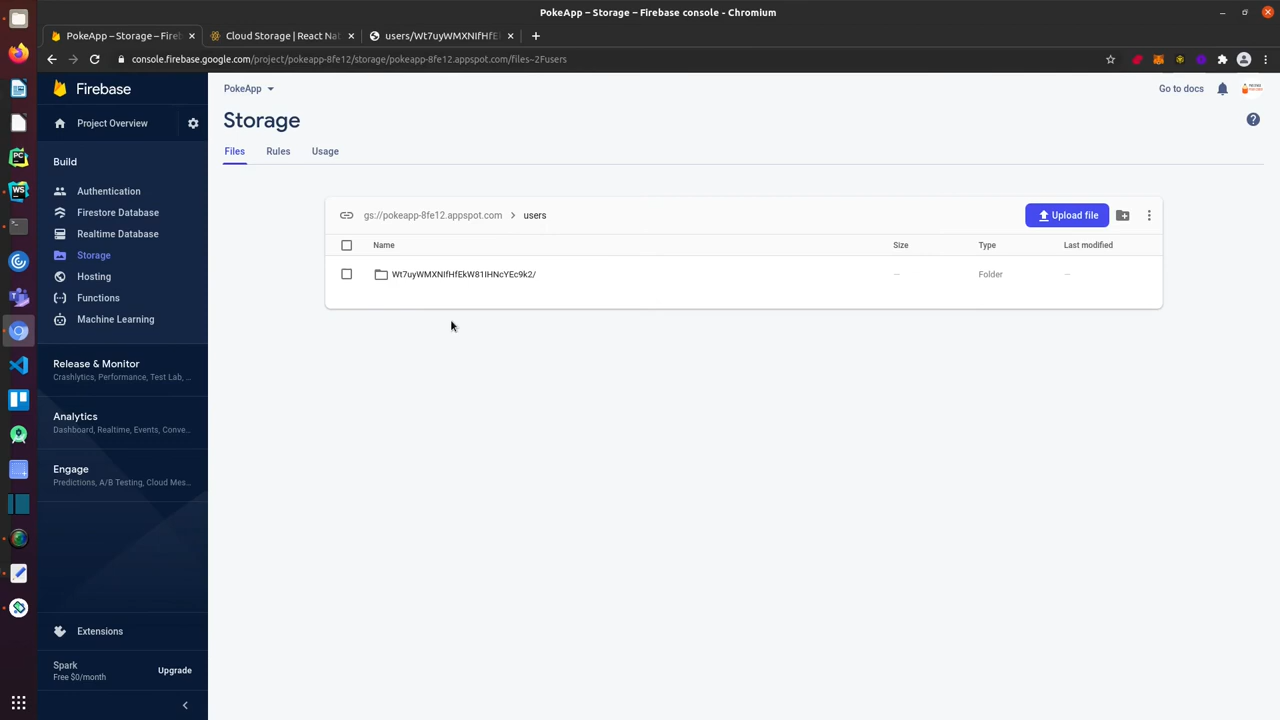 PokeApp – Storage – Firebase console - Chromium
PokeApp – Storage – Fireb
Cloud Storage | React Nat
users/Wt7uyWMXNIfHfE
console.firebase.google.com/project/pokeapp-8fe12/storage/pokeapp-8fe12.appspot.com/files~2Fusers
Firebase
Project Overview
Build
Authentication
Firestore Database
Realtime Database
Storage
Hosting
Functions
Machine Learning
Release & Monitor
Crashlytics, Performance, Test Lab, ...
Analytics
Dashboard, Realtime, Events, Conve...
Engage
Predictions, A/B Testing, Cloud Mes...
Extensions
Spark
Free $0/month
Upgrade
PokeApp
Go to docs
Storage
Files
Rules
Usage
gs://pokeapp-8fe12.appspot.com
users
Upload file
Name
Size
Type
Last modified
Wt7uyWMXNIfHfEkW81IHNcYEc9k2/
—
Folder
—